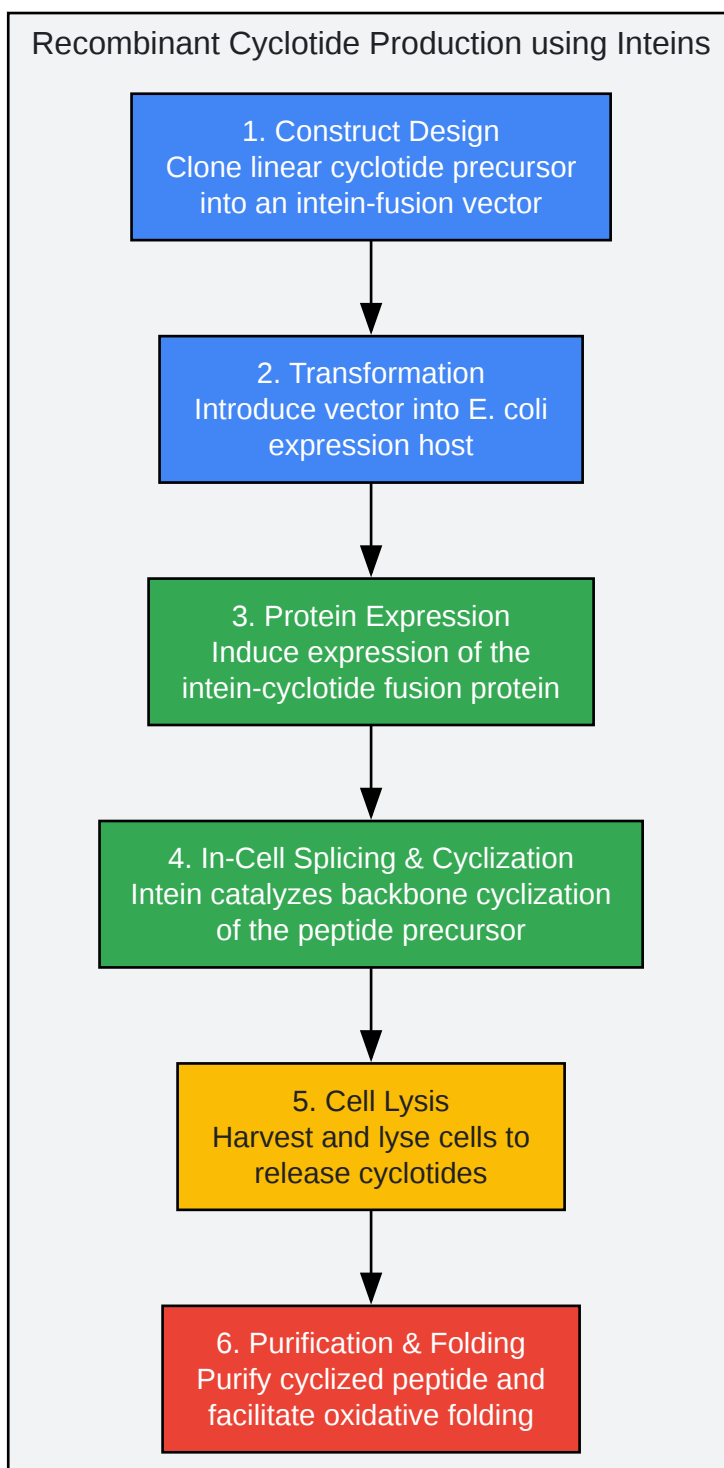 Recombinant Cyclotide Production using Inteins
1. Construct Design
Clone linear cyclotide precursor
into an intein-fusion vector
2. Transformation
Introduce vector into E. coli
expression host
3. Protein Expression
Induce expression of the
intein-cyclotide fusion protein
4. In-Cell Splicing & Cyclization
Intein catalyzes backbone cyclization
of the peptide precursor
5. Cell Lysis
Harvest and lyse cells to
release cyclotides
6. Purification & Folding
Purify cyclized peptide and
facilitate oxidative folding